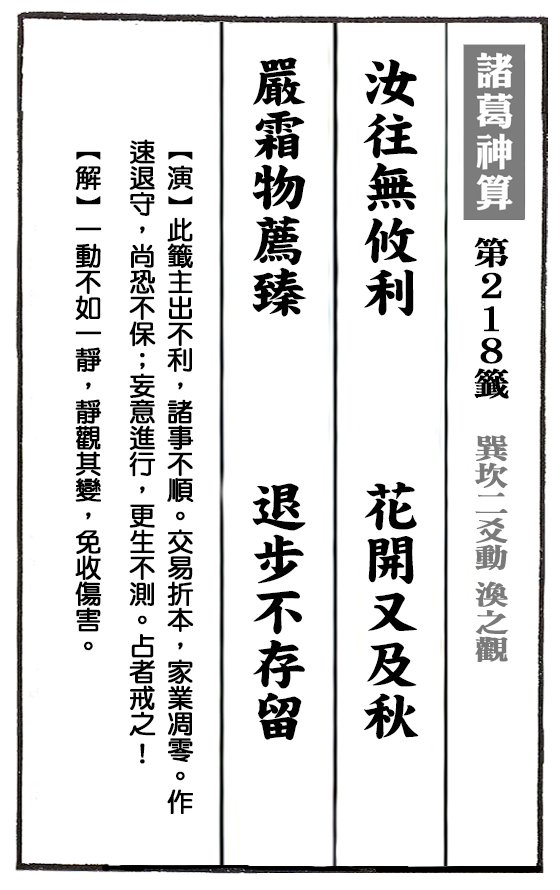 諸葛神算 第218籤 巽坎二爻動 渙之觀
汝往無攸利 花開又及秋
嚴霜物薦臻 退步不存留
【演】此籤主出不利，諸事不順。交易折本，家業凋零。作
速退守，尚恐不保；妄意進行，更生不測。占者戒之！
【解】一動不如一靜，靜觀其變，免收傷害。